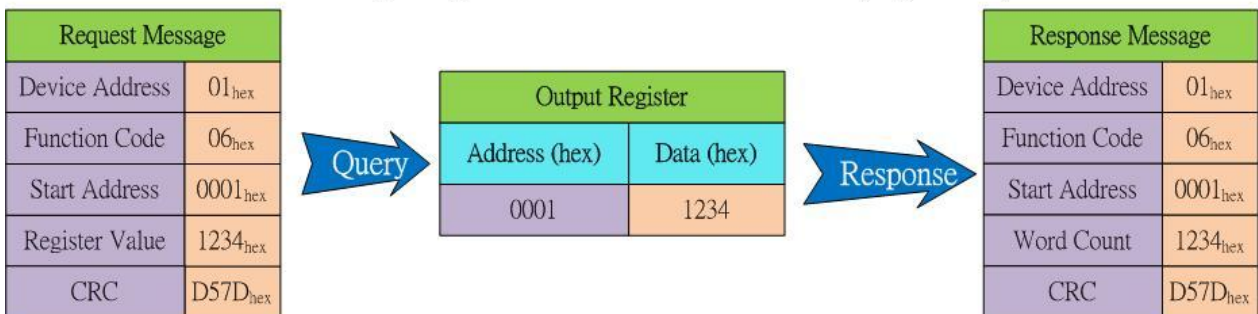 Request Message
Device Address 01hex
Function Code 06hex
Start Address 0001hex
Register Value 1234hex
CRC D57Dhex
Query
Output Register
Address (hex) Data (hex)
0001 1234
Response
Response Message
Device Address 01hex
Function Code 06hex
Start Address 0001hex
Word Count 1234hex
CRC D57Dhex